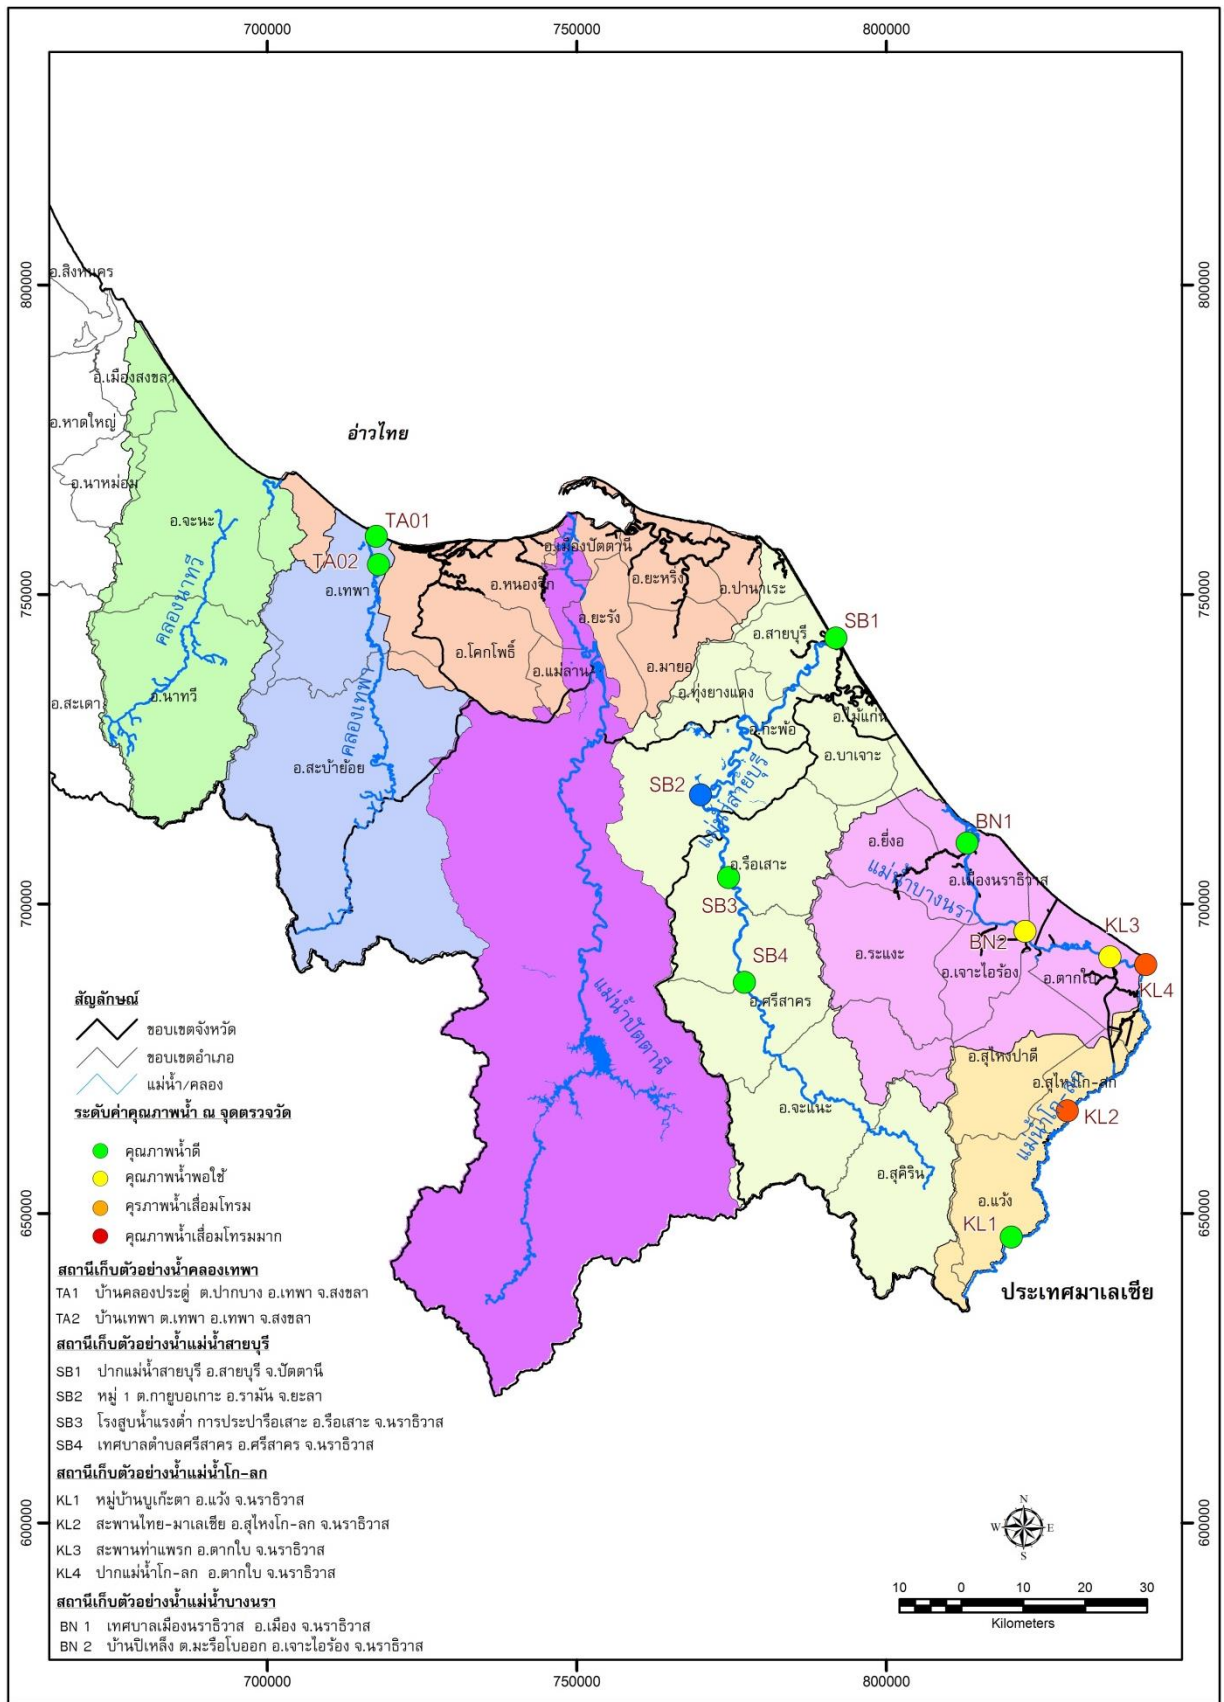 700000 750000 800000
800000 800000
อ.สิงหนคร
อ.เมืองสงขลา
อ.หาดใหญ่
อ่าวไทย
อ.นาหม่อม
อ.จะนะ
TA01
TA02
อ.เมืองปัตตานี
อ.หนองจิก
อ.ยะหริ่ง
อ.ปานาเระ
อ.เทพา
750000 750000
คลองนาทวี
อ.ยะรัง
อ.สายบุรี
SB1
อ.โคกโพธิ์
อ.แม่ลาน
อ.มายอ
อ.ทุ่งยางแดง
อ.สะเดา
อ.นาทวี
คลองเทพา
อ.ไม้แก่น
อ.กะพ้อ
อ.บาเจาะ
อ.สะบ้าย้อย
SB2
แม่น้ำสายบุรี
BN1
อ.ยี่งอ
อ.รือเสาะ
แม่น้ำบางนรา
อ.เมืองนราธิวาส
SB3
700000 700000
KL3
BN2
SB4
อ.ระแงะ
อ.เจาะไอร้อง
อ.ตากใบ
KL4
อ.ศรีสาคร
แม่น้ำปัตตานี
อ.สุไหงปาดี
อ.สุไหงโก-ลก
อ.จะแนะ
แม่น้ำโก-ลก
KL2
อ.สุคิริน
อ.แว้ง
KL1
650000 650000
ประเทศมาเลเซีย
สัญลักษณ์
ขอบเขตจังหวัด
ขอบเขตอำเภอ
แม่น้ำ/คลอง
ระดับค่าคุณภาพน้ำ ณ จุดตรวจวัด
คุณภาพน้ำดี
คุณภาพน้ำพอใช้
คุรภาพน้ำเสื่อมโทรม
คุณภาพน้ำเสื่อมโทรมมาก
สถานีเก็บตัวอย่างน้ำคลองเทพา
TA1 บ้านคลองประดู่ ต.ปากบาง อ.เทพา จ.สงขลา
TA2 บ้านเทพา ต.เทพา อ.เทพา จ.สงขลา
สถานีเก็บตัวอย่างน้ำแม่น้ำสายบุรี
SB1 ปากแม่น้ำสายบุรี อ.สายบุรี จ.ปัตตานี
SB2 หมู่ 1 ต.กายูบอเกาะ อ.รามัน จ.ยะลา
SB3 โรงสูบน้ำแรงต่ำ การประปารือเสาะ อ.รือเสาะ จ.นราธิวาส
SB4 เทศบาลตำบลศรีสาคร อ.ศรีสาคร จ.นราธิวาส
สถานีเก็บตัวอย่างน้ำแม่น้ำโก-ลก
KL1 หมู่บ้านบูเก๊ะตา อ.แว้ง จ.นราธิวาส
KL2 สะพานไทย-มาเลเซีย อ.สุไหงโก-ลก จ.นราธิวาส
KL3 สะพานท่าแพรก อ.ตากใบ จ.นราธิวาส
KL4 ปากแม่น้ำโก-ลก อ.ตากใบ จ.นราธิวาส
สถานีเก็บตัวอย่างน้ำแม่น้ำบางนรา
BN 1 เทศบาลเมืองนราธิวาส อ.เมือง จ.นราธิวาส
BN 2 บ้านปิเหล็ง ต.มะรือโบออก อ.เจาะไอร้อง จ.นราธิวาส
600000 600000
N
W E
S
10 0 10 20 30
Kilometers
700000 750000 800000